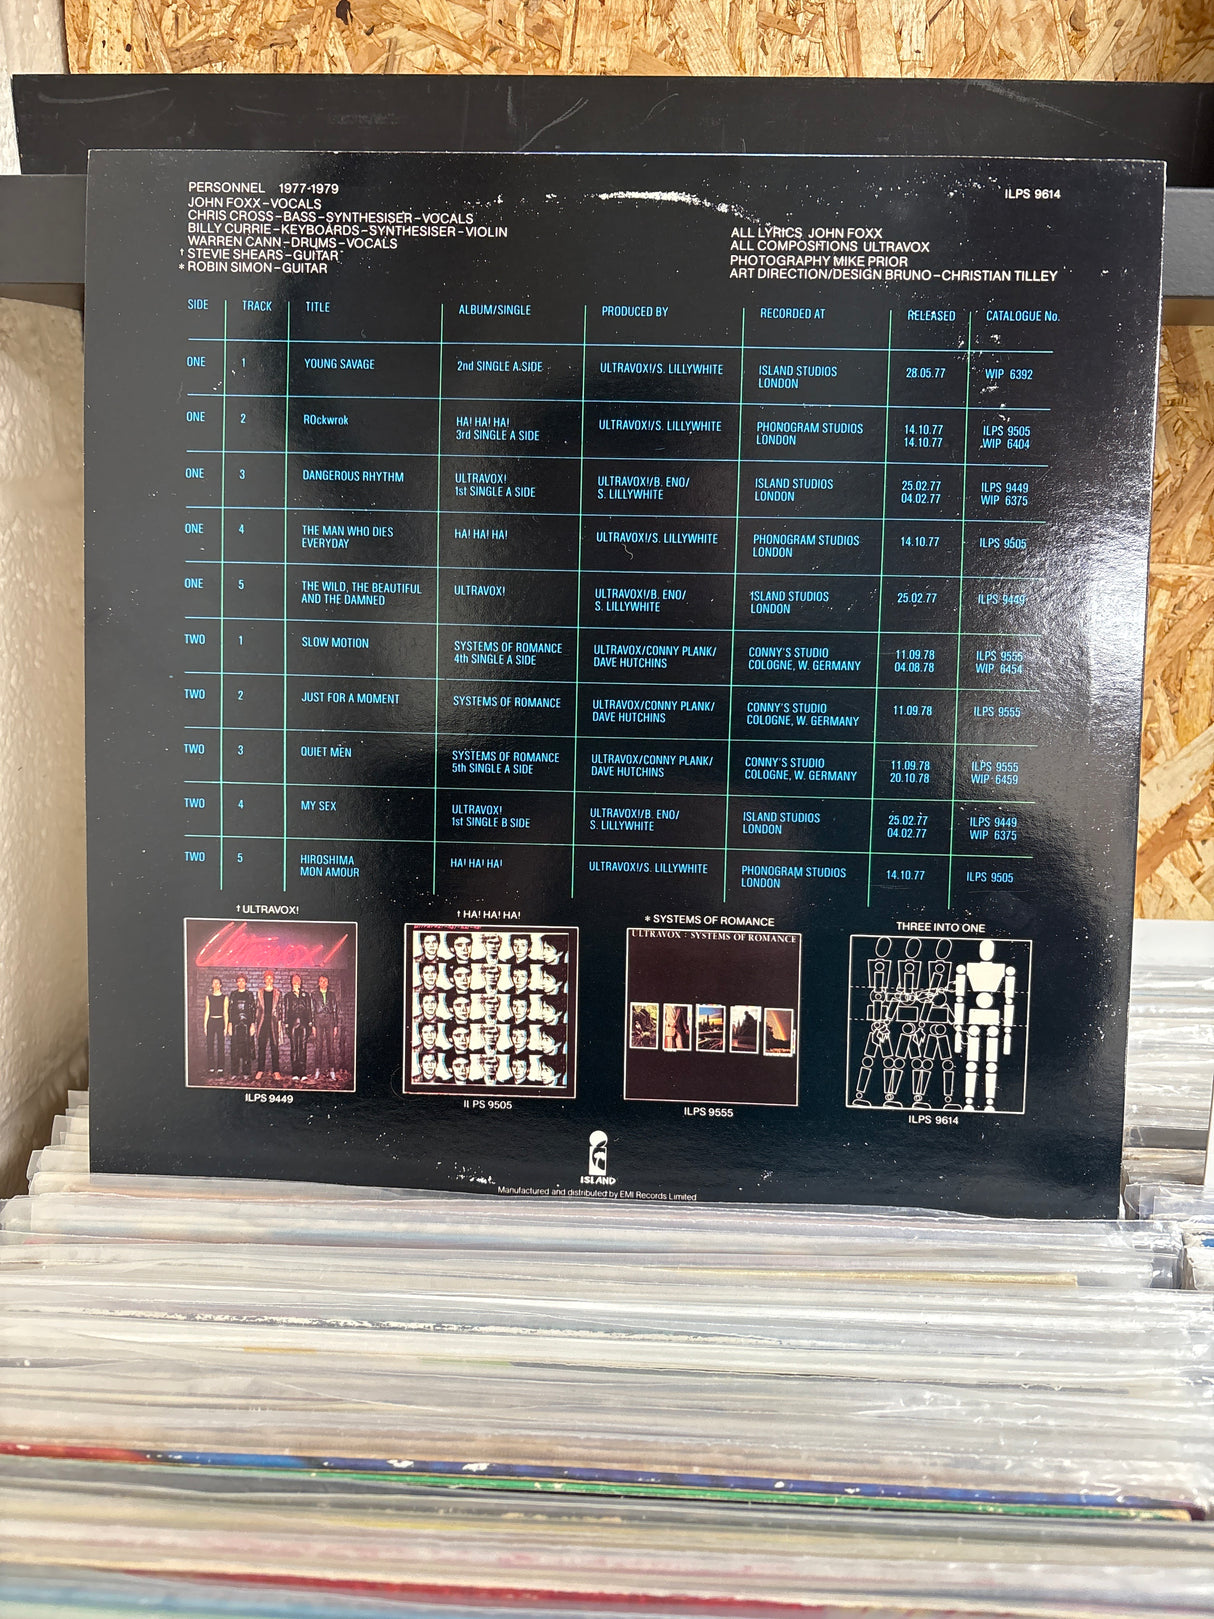 PERSONNEL 1977-1979
JOHN FOXX-VOCALS
CHRIS CROSS-BASS-SYNTHESISER-VOCALS
BILLY CURRIE-KEYBOARDS-SYNTHESISER-VIOLIN
WARREN CANN-DRUMS-VOCALS
† STEVIE SHEARS-GUITAR
* ROBIN SIMON-GUITAR
ILPS 9614
ALL LYRICS JOHN FOXX
ALL COMPOSITIONS ULTRAVOX
PHOTOGRAPHY MIKE PRIOR
ART DIRECTION/DESIGN BRUNO-CHRISTIAN TILLEY
SIDE TRACK TITLE ALBUM/SINGLE PRODUCED BY RECORDED AT RELEASED CATALOGUE No.
ONE 1 YOUNG SAVAGE 2nd SINGLE A.SIDE ULTRAVOX!/S. LILLYWHITE ISLAND STUDIOS 28.05.77 WIP 6392
LONDON
ONE 2 ROckwrok HA! HA! HA! ULTRAVOX!/S. LILLYWHITE PHONOGRAM STUDIOS 14.10.77 ILPS 9505
3rd SINGLE A SIDE LONDON 14.10.77 WIP 6404
ONE 3 DANGEROUS RHYTHM ULTRAVOX! ULTRAVOX!/B. ENO/ ISLAND STUDIOS 25.02.77 ILPS 9449
1st SINGLE A SIDE S. LILLYWHITE LONDON 04.02.77 WIP 6375
ONE 4 THE MAN WHO DIES HA! HA! HA! ULTRAVOX!/S. LILLYWHITE PHONOGRAM STUDIOS 14.10.77 ILPS 9505
EVERYDAY LONDON
ONE 5 THE WILD, THE BEAUTIFUL ULTRAVOX! ULTRAVOX!/B. ENO/ ISLAND STUDIOS 25.02.77 ILPS 9449
AND THE DAMNED S. LILLYWHITE LONDON
TWO 1 SLOW MOTION SYSTEMS OF ROMANCE ULTRAVOX/CONNY PLANK/ CONNY'S STUDIO 11.09.78 ILPS 9555
4th SINGLE A SIDE DAVE HUTCHINS COLOGNE, W. GERMANY 04.08.78 WIP 6454
TWO 2 JUST FOR A MOMENT SYSTEMS OF ROMANCE ULTRAVOX/CONNY PLANK/ CONNY'S STUDIO 11.09.78 ILPS 9555
DAVE HUTCHINS COLOGNE, W. GERMANY
TWO 3 QUIET MEN SYSTEMS OF ROMANCE ULTRAVOX/CONNY PLANK/ CONNY'S STUDIO 11.09.78 ILPS 9555
5th SINGLE A SIDE DAVE HUTCHINS COLOGNE, W. GERMANY 20.10.78 WIP 6459
TWO 4 MY SEX ULTRAVOX! ULTRAVOX!/B. ENO/ ISLAND STUDIOS 25.02.77 ILPS 9449
1st SINGLE B SIDE S. LILLYWHITE LONDON 04.02.77 WIP 6375
TWO 5 HIROSHIMA HA! HA! HA! ULTRAVOX!/S. LILLYWHITE PHONOGRAM STUDIOS 14.10.77 ILPS 9505
MON AMOUR LONDON
† ULTRAVOX! † HA! HA! HA! * SYSTEMS OF ROMANCE THREE INTO ONE
Ultravox!
ULTRAVOX : SYSTEMS OF ROMANCE
ILPS 9449 ILPS 9505 ILPS 9555 ILPS 9614
ISLAND
Manufactured and distributed by EMI Records Limited